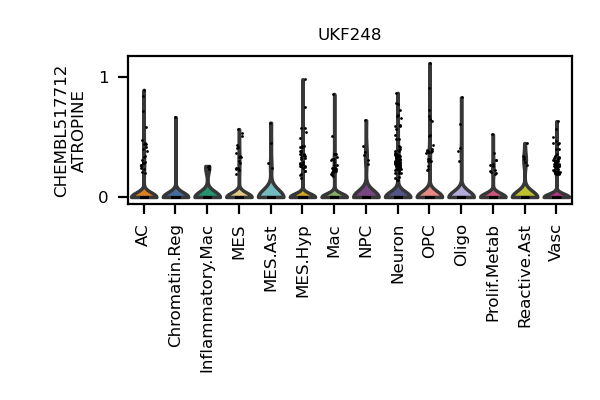 UKF248
CHEMBL517712
ATROPINE
1
0
AC
Chromatin.Reg
Inflammatory.Mac
MES
MES.Ast
MES.Hyp
Mac
NPC
Neuron
OPC
Oligo
Prolif.Metab
Reactive.Ast
Vasc